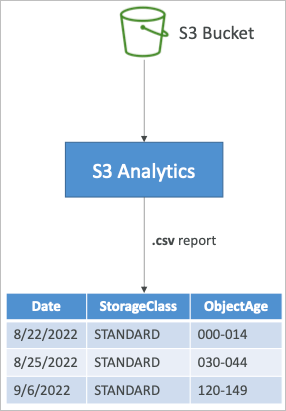 S3 Bucket
S3 Analytics
.csv report
Date StorageClass ObjectAge
8/22/2022 STANDARD 000-014
8/25/2022 STANDARD 030-044
9/6/2022 STANDARD 120-149